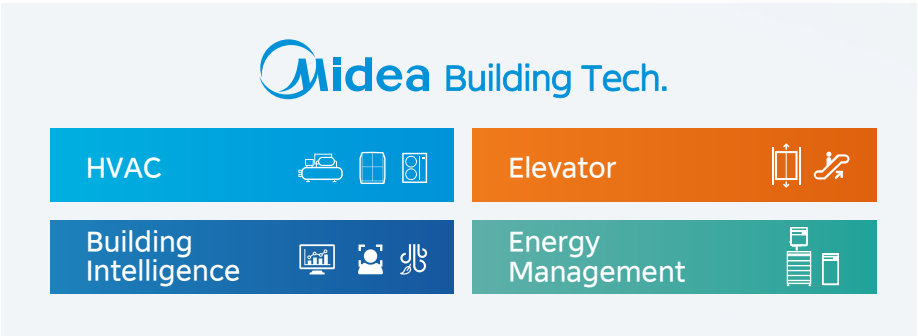 Midea Building Tech.
HVAC
Elevator
Building
Intelligence
Energy
Management